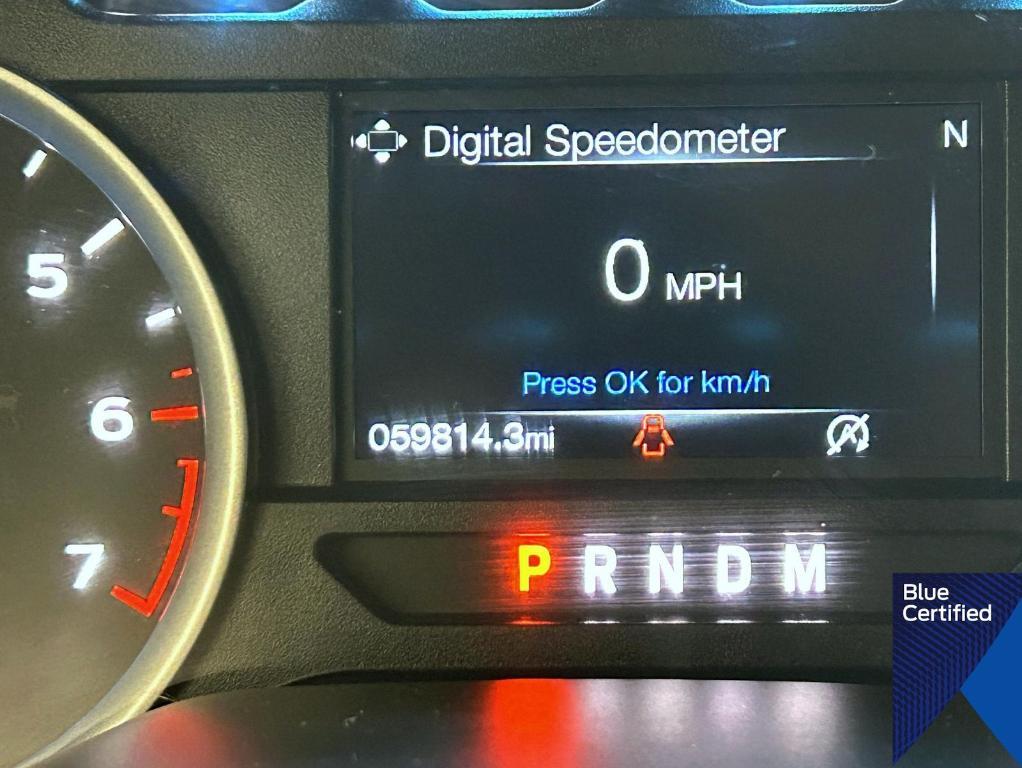 Digital Speedometer N
5
0 MPH
Press OK for km/h
6
059814.3mi
7
P R N D M
Blue
Certified